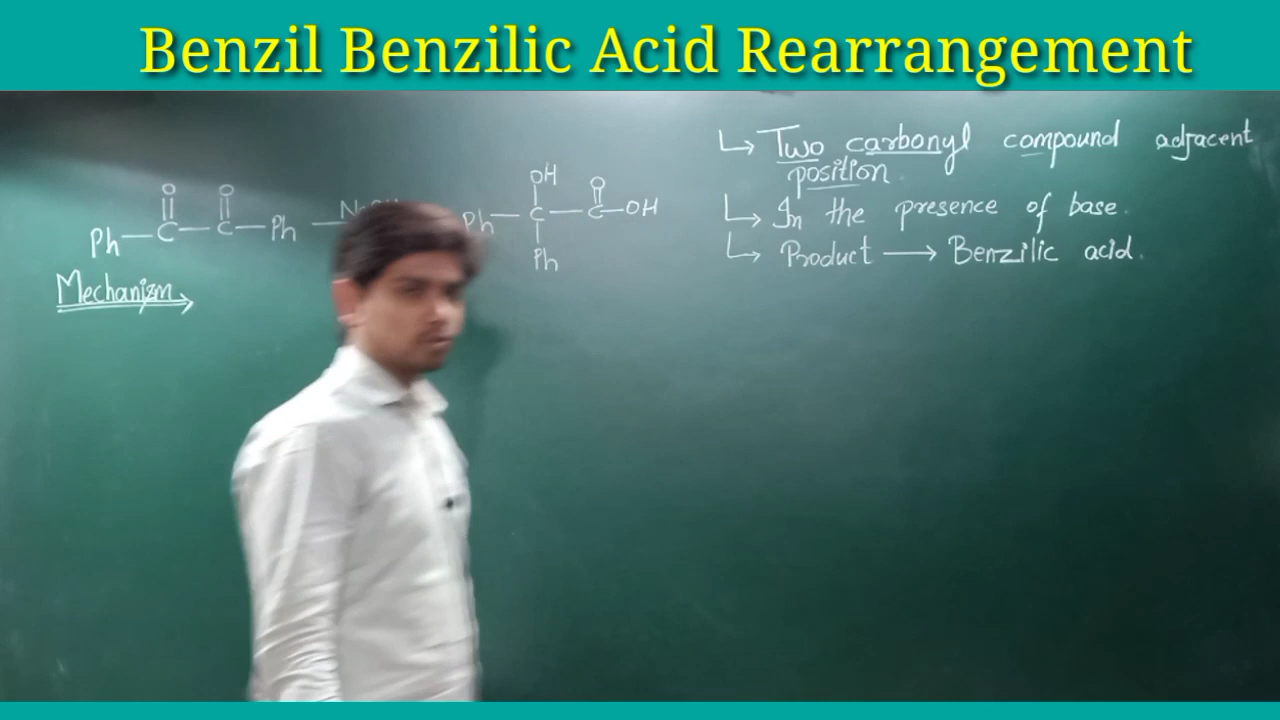 Benzil Benzilic Acid Rearrangement
↳ Two carbonyl compound adjacent
position.
↳ In the presence of base.
↳ Product → Benzilic acid.
O O
|| ||
Ph—C—C—Ph —
OH O
| ||
Ph—C—C—OH
|
Ph
Mechanism →